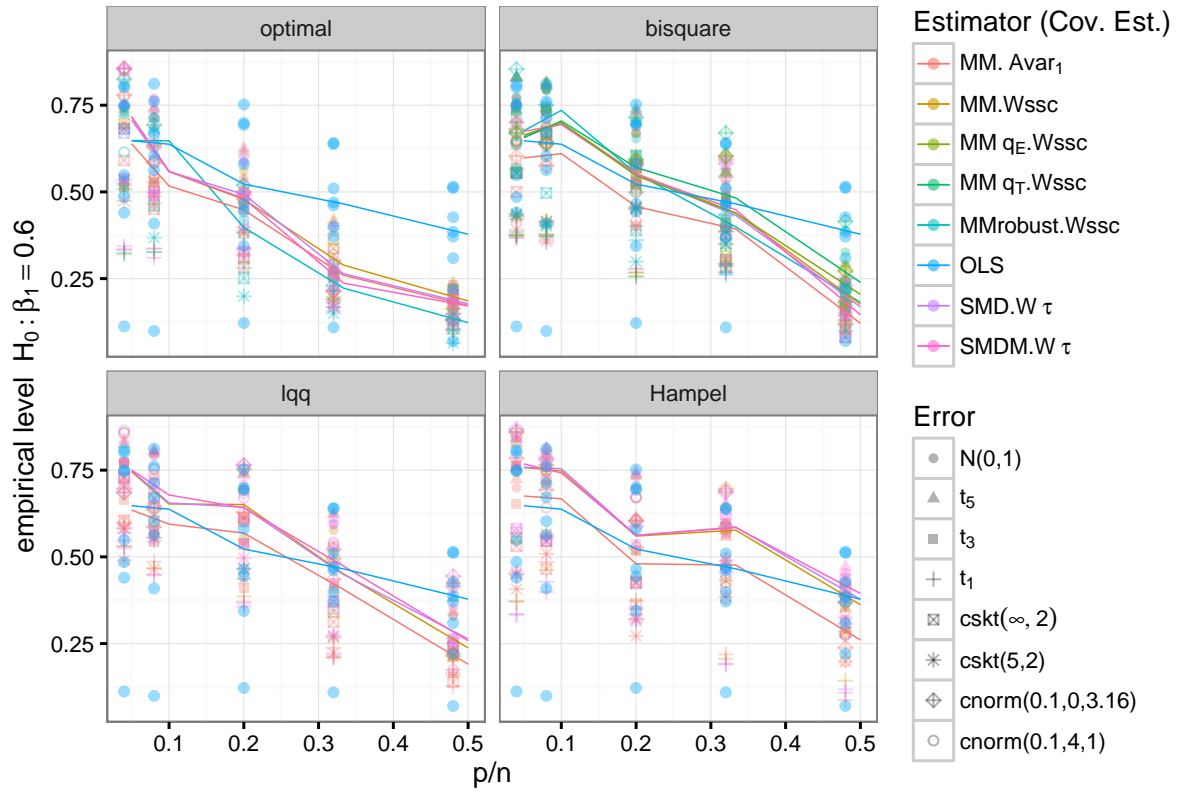 optimal
bisquare
lqq
Hampel
empirical level H₀ : β₁ = 0.6
0.75
0.50
0.25
0.75
0.50
0.25
0.1 0.2 0.3 0.4 0.5
0.1 0.2 0.3 0.4 0.5
p/n
Estimator (Cov. Est.)
MM. Avar₁
MM.Wssc
MM qE.Wssc
MM qT.Wssc
MMrobust.Wssc
OLS
SMD.W τ
SMDM.W τ
Error
N(0,1)
t₅
t₃
t₁
cskt(∞, 2)
cskt(5,2)
cnorm(0.1,0,3.16)
cnorm(0.1,4,1)